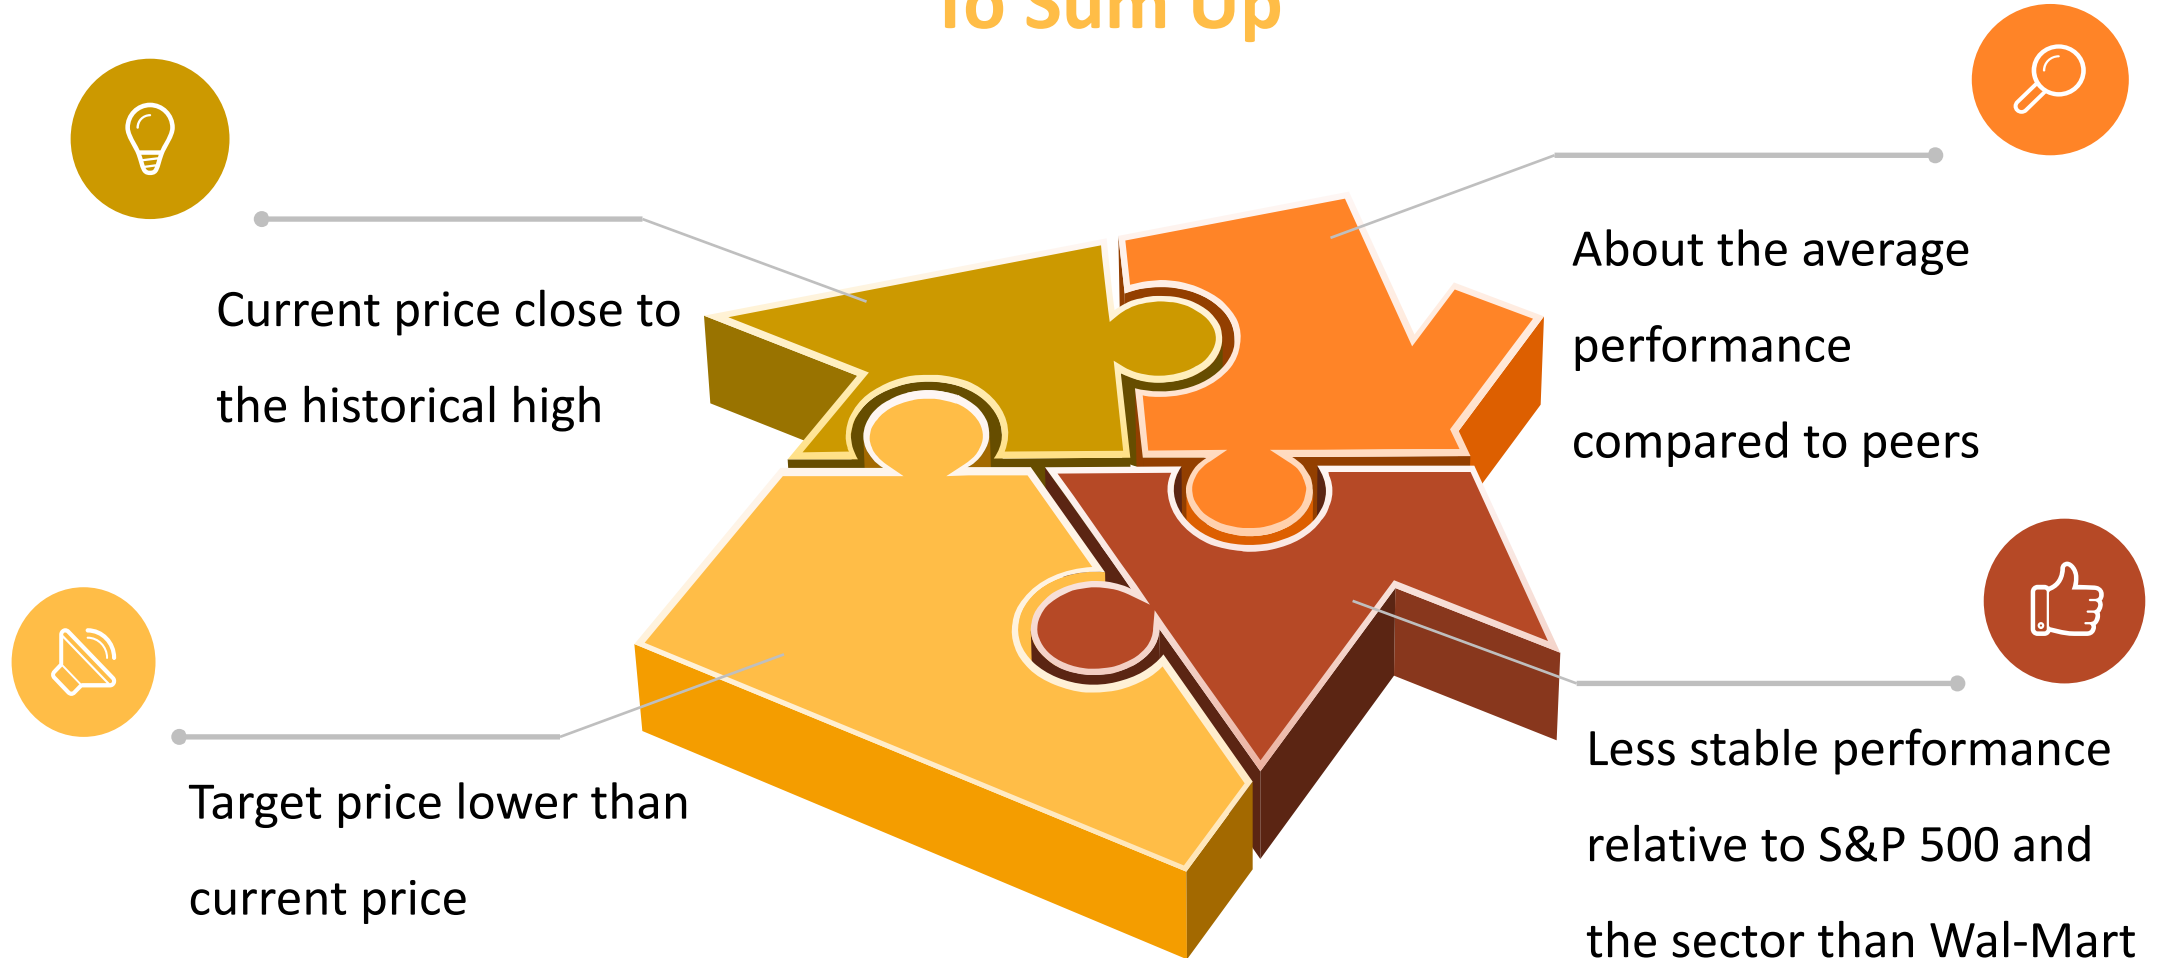 To Sum Up
Current price close to
the historical high
About the average
performance
compared to peers
Target price lower than
current price
Less stable performance
relative to S&P 500 and
the sector than Wal-Mart